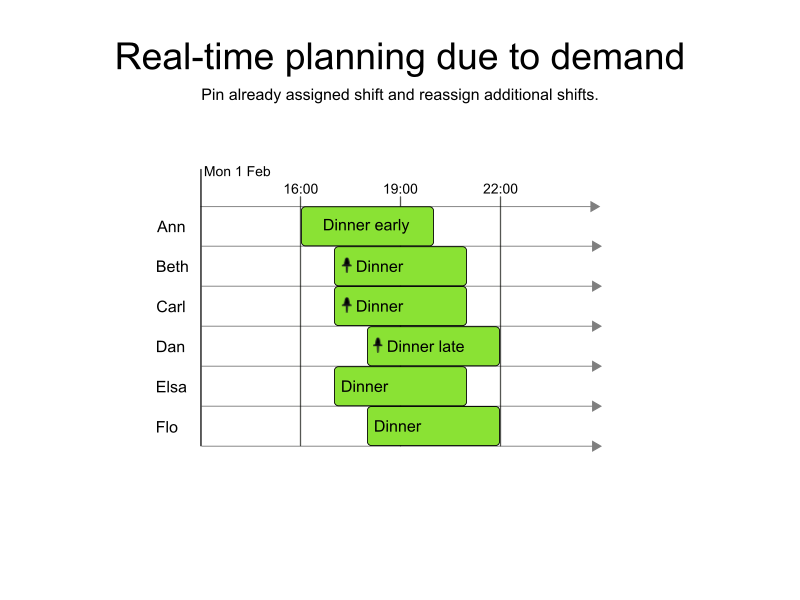 Real-time planning due to demand
Pin already assigned shift and reassign additional shifts.
Mon 1 Feb
16:00 19:00 22:00
Ann Dinner early
Beth Dinner
Carl Dinner
Dan Dinner late
Elsa Dinner
Flo Dinner